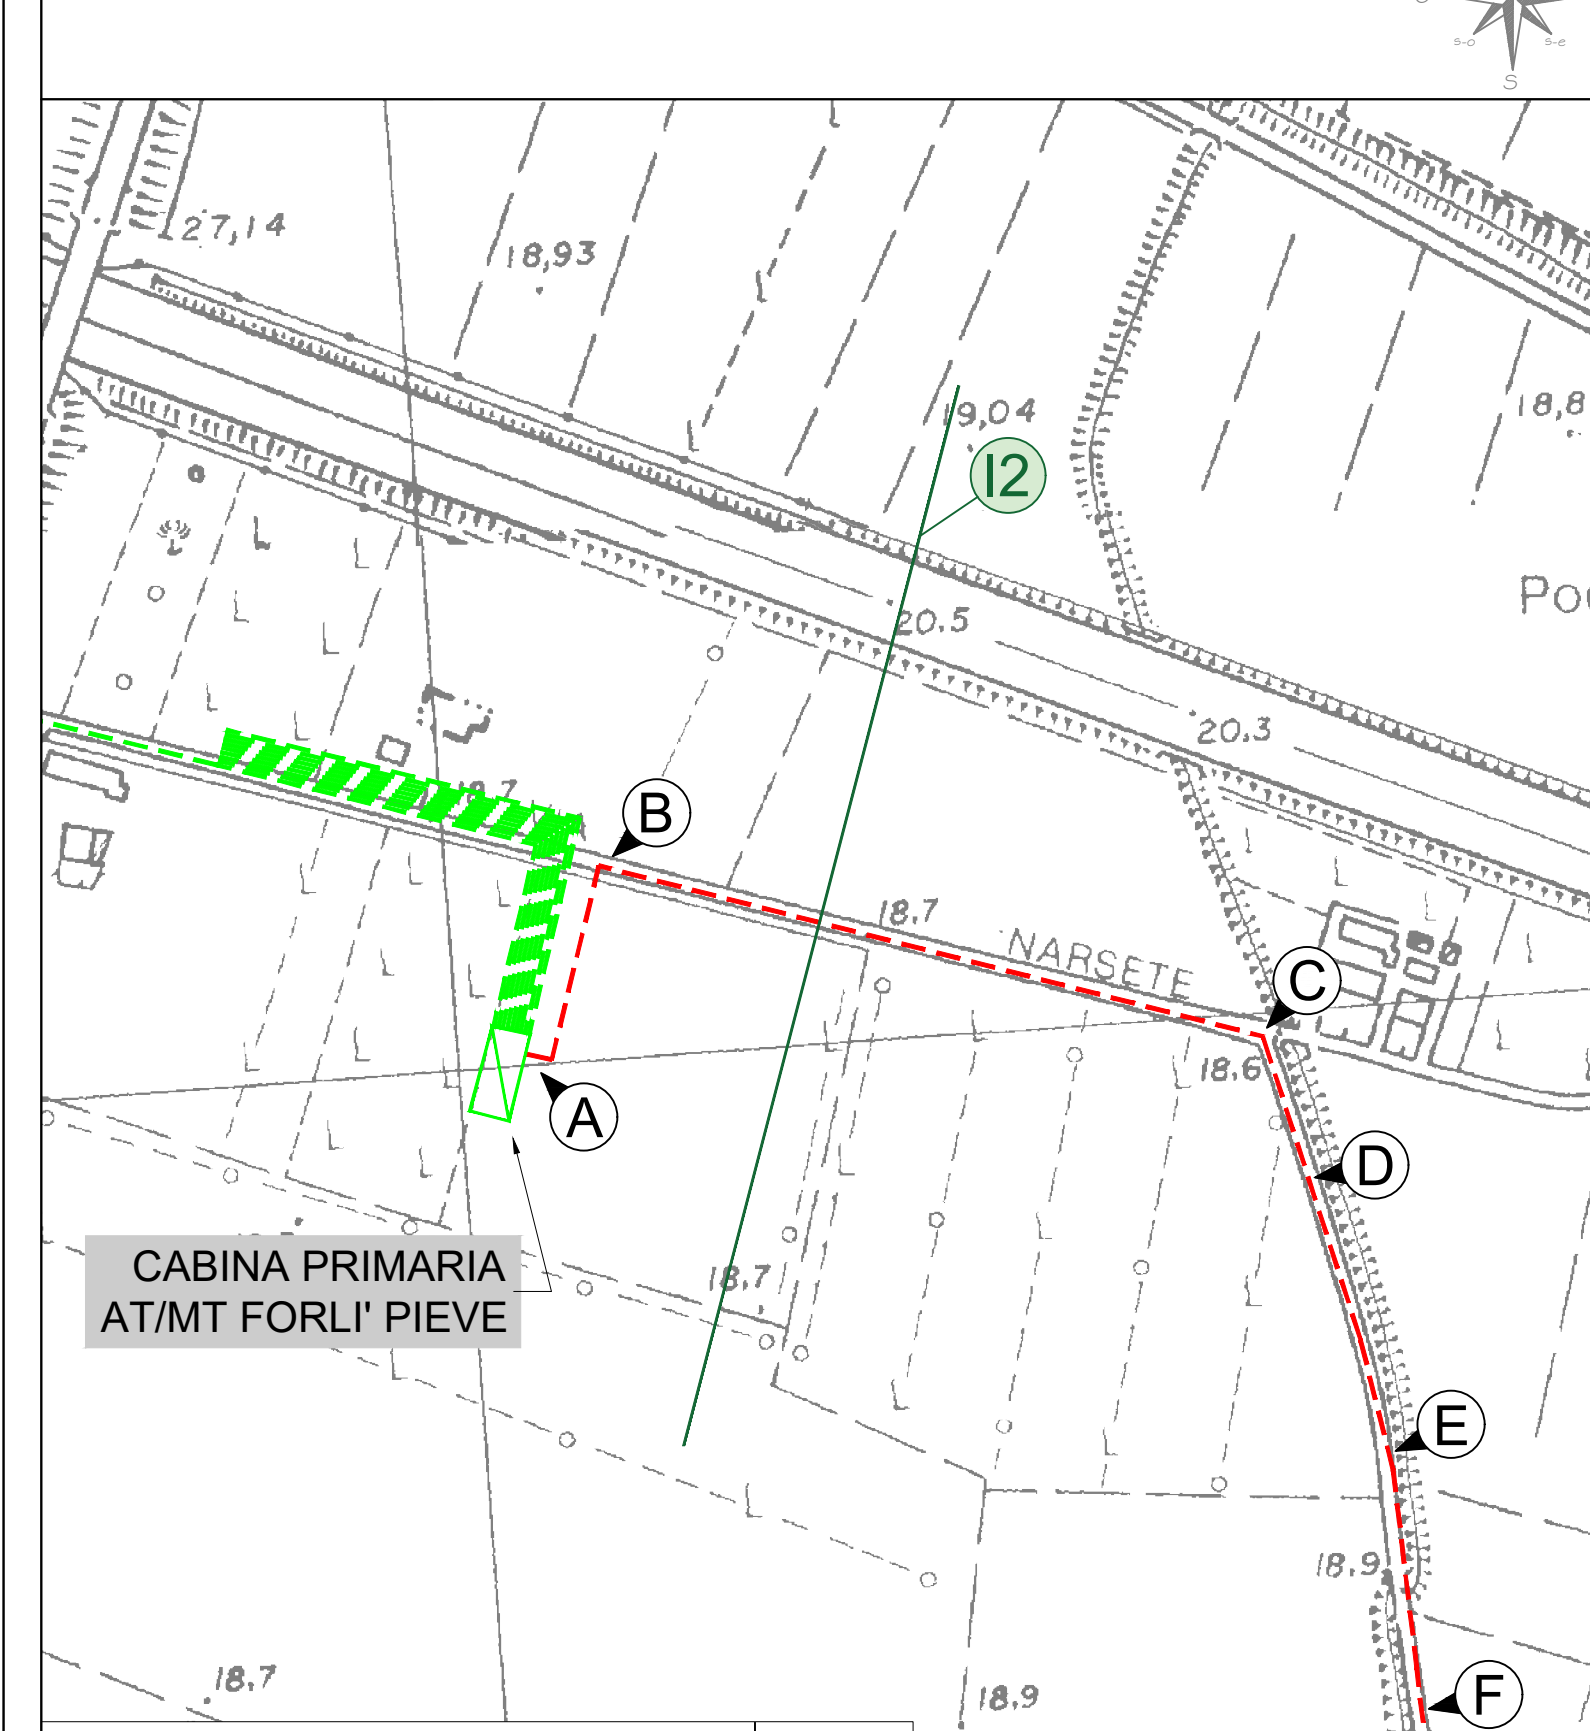 s-o
s-e
S
27,14
18,93
19,04
18,8
I2
20.5
20.3
B
18.7
NARSETE
C
18.6
A
D
CABINA PRIMARIA
AT/MT FORLI' PIEVE
18.7
E
18.9
18.7
18.9
F